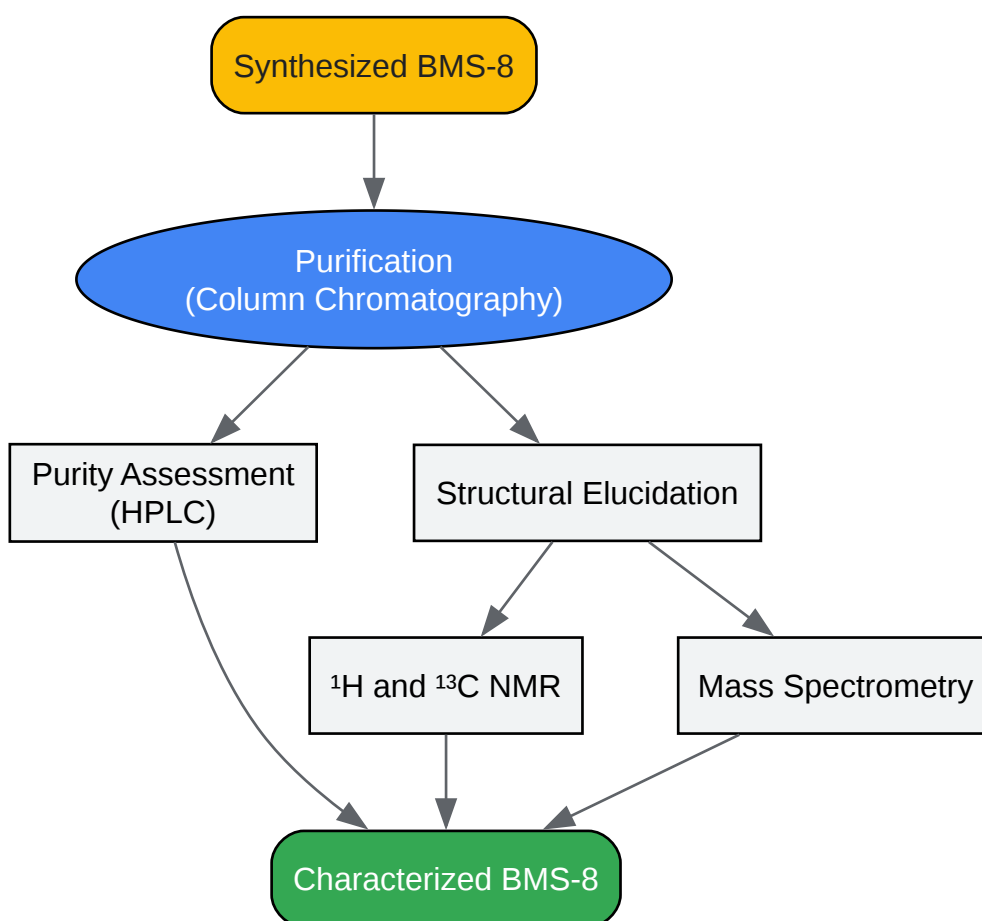 Synthesized BMS-8
Purification
(Column Chromatography)
Purity Assessment
(HPLC)
Structural Elucidation
¹H and ¹³C NMR
Mass Spectrometry
Characterized BMS-8